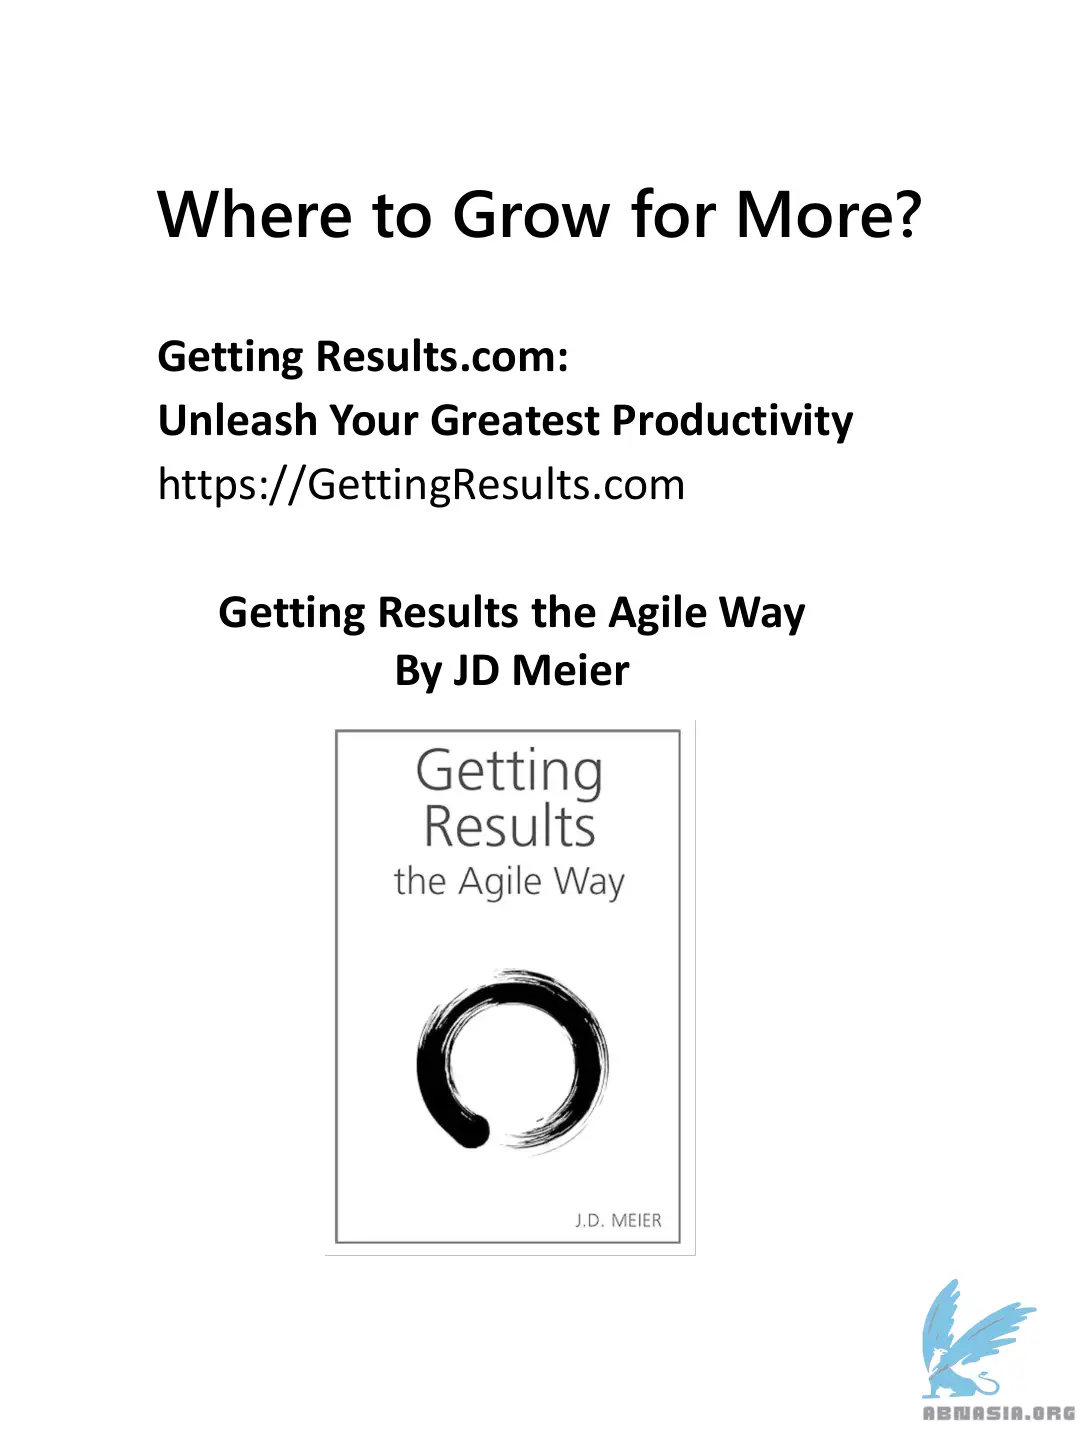 Where to Grow for More?
Getting Results.com:
Unleash Your Greatest Productivity
https://GettingResults.com
Getting Results the Agile Way
By JD Meier
Getting
Results
the Agile Way
J.D. MEIER
ABNASIA.ORG